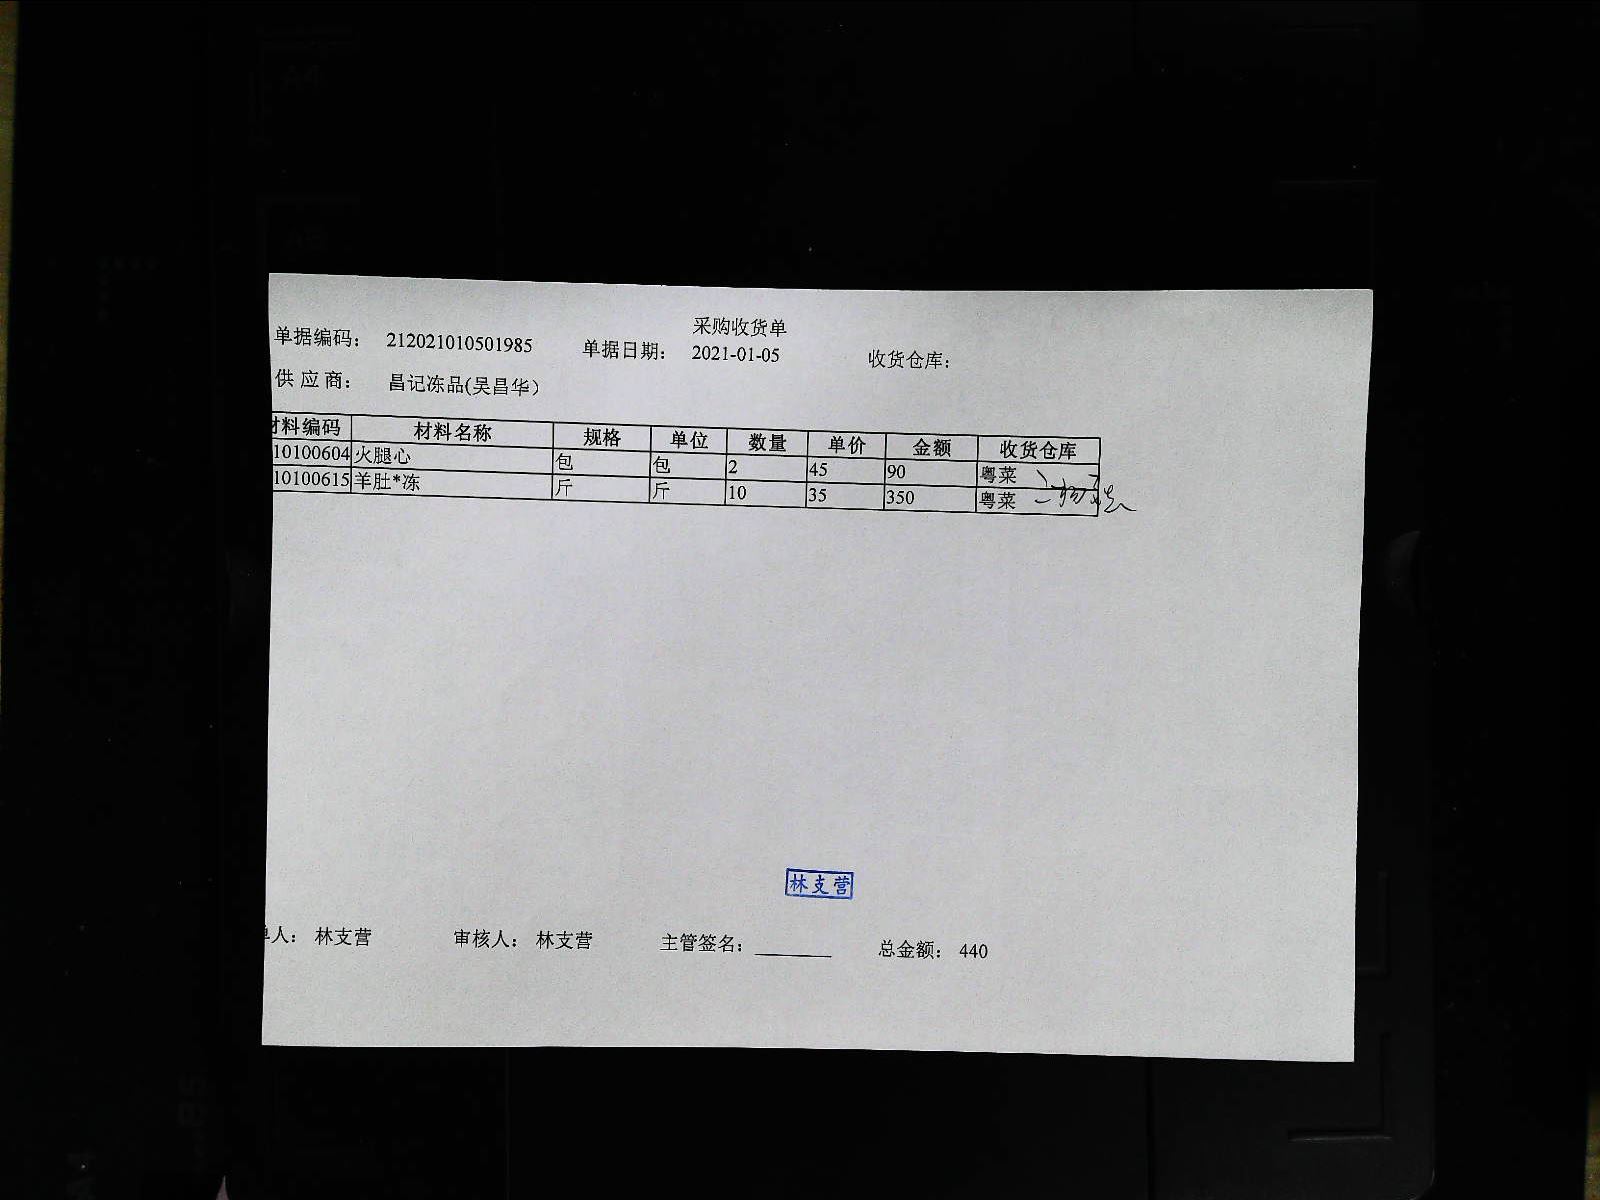 采购收货单
单据编码： 212021010501985 单据日期： 2021-01-05 收货仓库：
供 应 商： 昌记冻品(吴昌华）
材料编码 材料名称 规格 单位 数量 单价 金额 收货仓库
10100604 火腿心 包 包 2 45 90 粤菜
10100615 羊肚*冻 斤 斤 10 35 350 粤菜
林支营
单人： 林支营 审核人： 林支营 主管签名： 总金额： 440